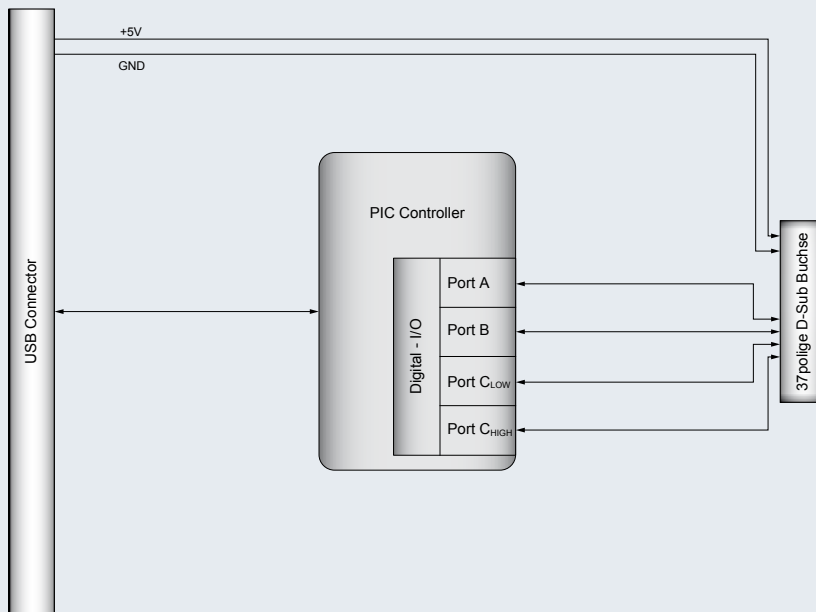 +5V
GND
PIC Controller
USB Connector
Digital - I/O
Port A
Port B
Port CLOW
Port CHIGH
37polige D-Sub Buchse